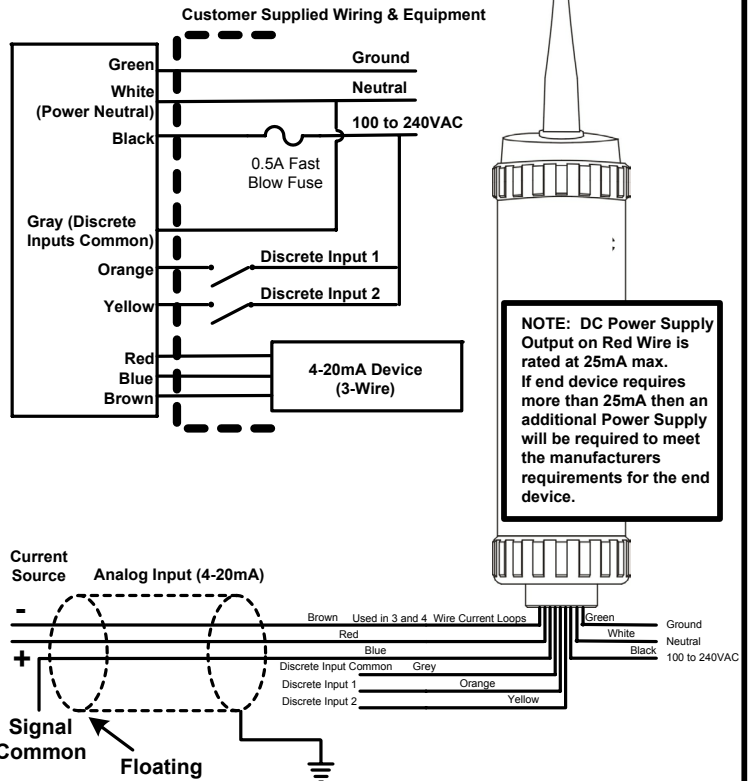 Customer Supplied Wiring & Equipment
Green
Ground
White
(Power Neutral)
Neutral
Black
100 to 240VAC
0.5A Fast
Blow Fuse
Gray (Discrete
Inputs Common)
Orange
Discrete Input 1
Yellow
Discrete Input 2
Red
Blue
Brown
4-20mA Device
(3-Wire)
NOTE: DC Power Supply
Output on Red Wire is
rated at 25mA max.
If end device requires
more than 25mA then an
additional Power Supply
will be required to meet
the manufacturers
requirements for the end
device.
Current
Source
Analog Input (4-20mA)
-
+
Brown Used in 3 and 4 Wire Current Loops
Red
Blue
Discrete Input Common Grey
Discrete Input 1 Orange
Discrete Input 2 Yellow
Green Ground
White Neutral
Black 100 to 240VAC
Signal
Common
Floating